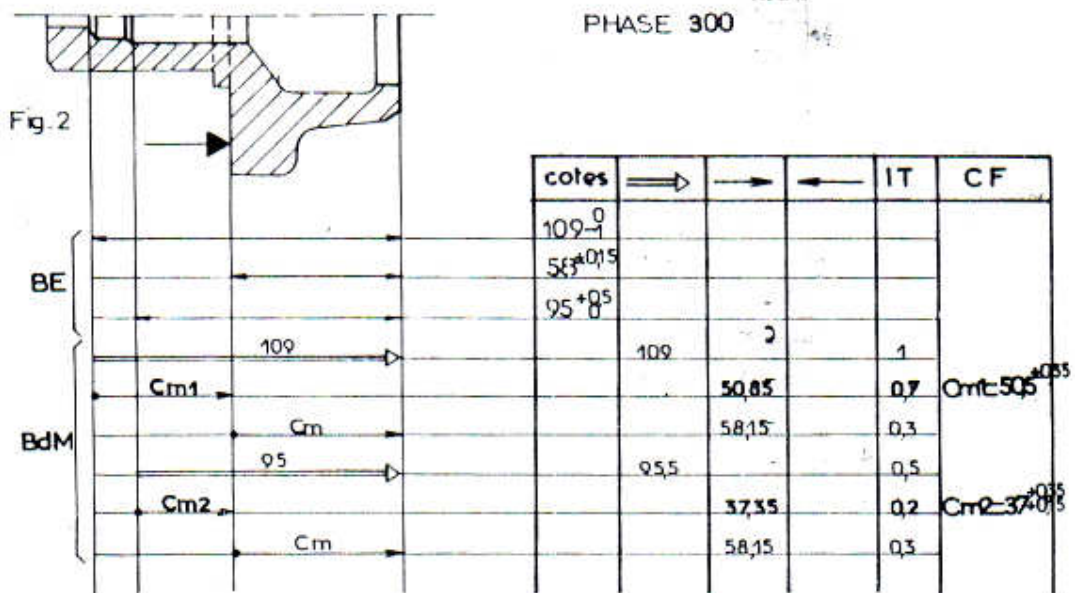 PHASE 300
Fig. 2
cotes IT CF
109 0 -1
BE
58 ±0,15
95 +0,5 0
109 109 1
Cm1 50,85 0,7 Cm1=50,5 ±0,35
BdM
Cm 58,15 0,3
95 95,5 0,5
Cm2 37,35 0,2
Cm 58,15 0,3